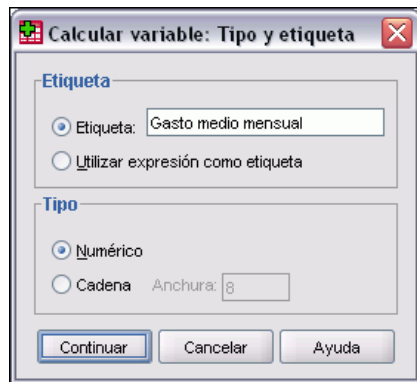 Calcular variable: Tipo y etiqueta
Etiqueta
Etiqueta: Gasto medio mensual
Utilizar expresión como etiqueta
Tipo
Numérico
Cadena Anchura: 8
Continuar Cancelar Ayuda